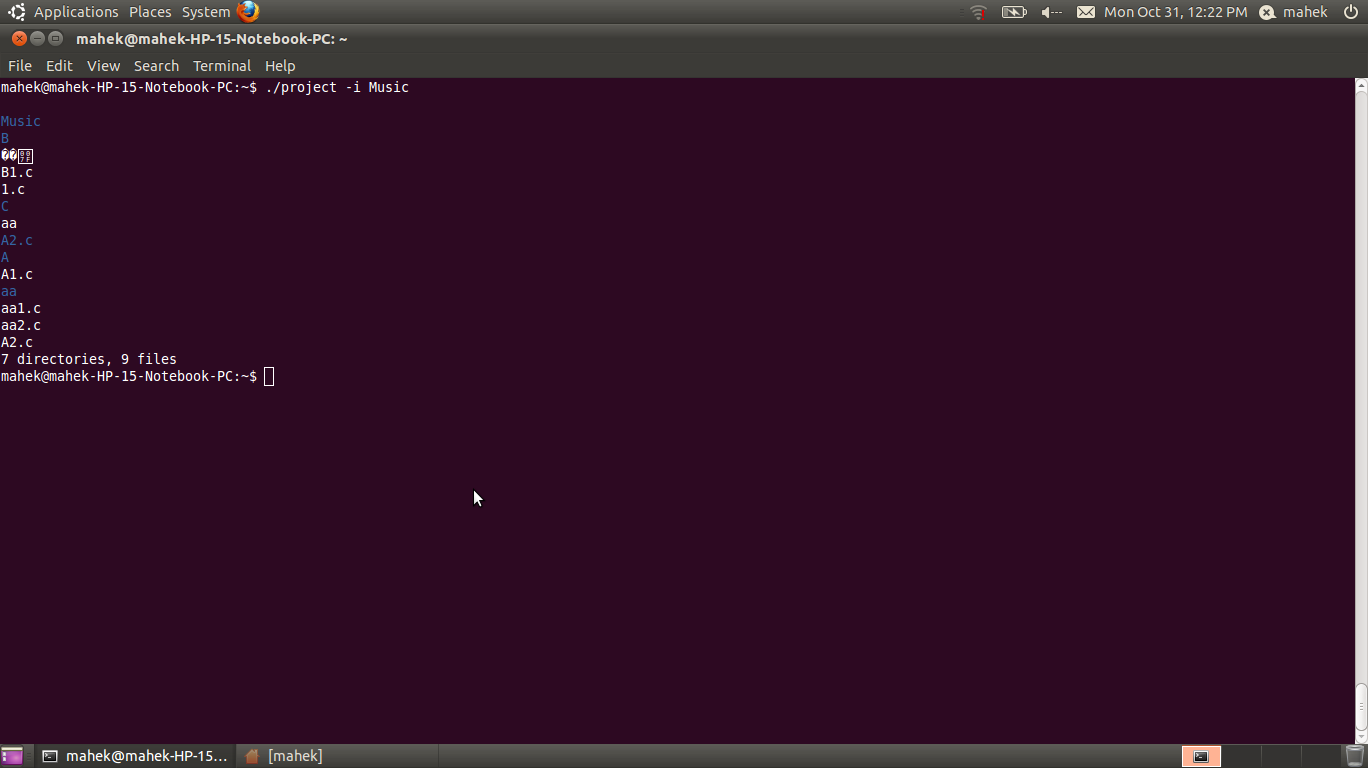 Applications Places System
Mon Oct 31, 12:22 PM mahek
mahek@mahek-HP-15-Notebook-PC: ~
File Edit View Search Terminal Help
mahek@mahek-HP-15-Notebook-PC:~$ ./project -i Music
Music
B
��
B1.c
1.c
C
aa
A2.c
A
A1.c
aa
aa1.c
aa2.c
A2.c
7 directories, 9 files
mahek@mahek-HP-15-Notebook-PC:~$
mahek@mahek-HP-15... [mahek]